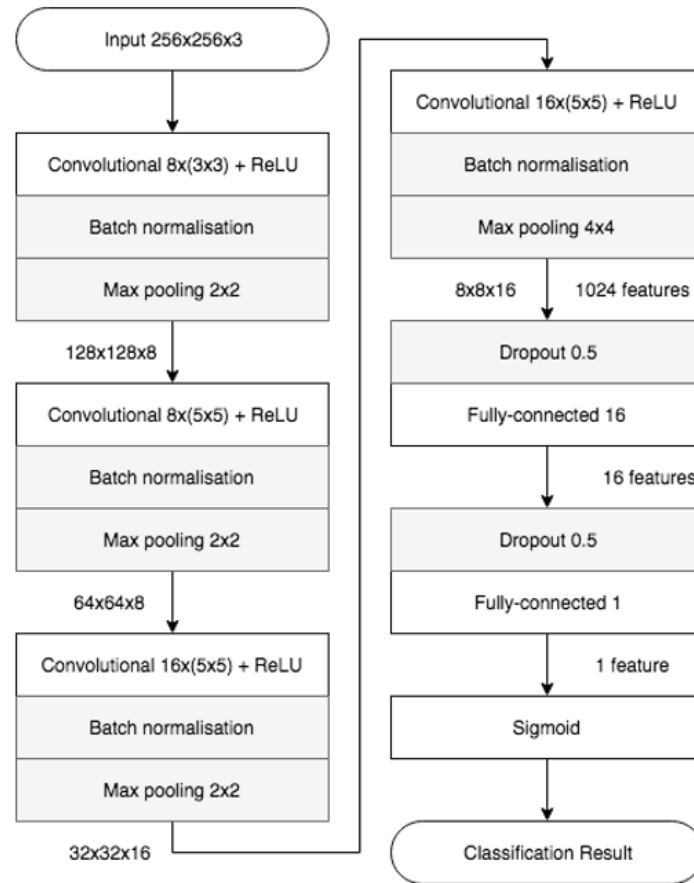 Input 256x256x3
Convolutional 8x(3x3) + ReLU
Batch normalisation
Max pooling 2x2
128x128x8
Convolutional 8x(5x5) + ReLU
Batch normalisation
Max pooling 2x2
64x64x8
Convolutional 16x(5x5) + ReLU
Batch normalisation
Max pooling 2x2
32x32x16
Convolutional 16x(5x5) + ReLU
Batch normalisation
Max pooling 4x4
8x8x16 1024 features
Dropout 0.5
Fully-connected 16
16 features
Dropout 0.5
Fully-connected 1
1 feature
Sigmoid
Classification Result